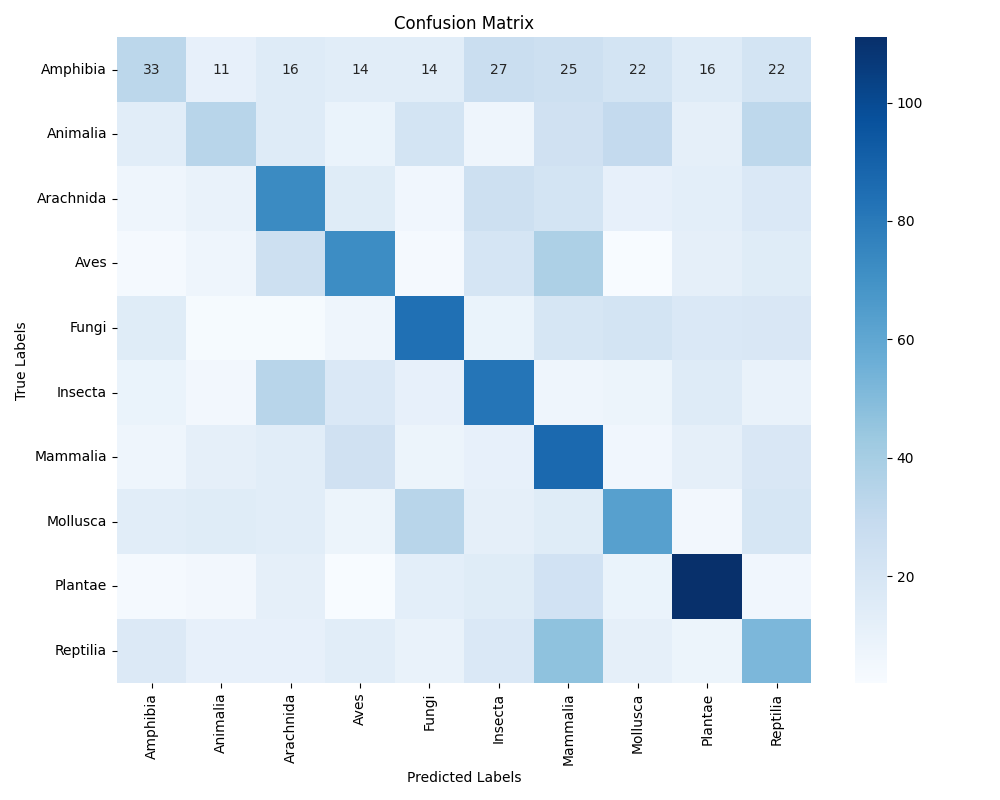 Confusion Matrix
True Labels
Amphibia 33 11 16 14 14 27 25 22 16 22
Animalia
Arachnida
Aves
Fungi
Insecta
Mammalia
Mollusca
Plantae
Reptilia
Amphibia Animalia Arachnida Aves Fungi Insecta Mammalia Mollusca Plantae Reptilia
Predicted Labels
100
80
60
40
20